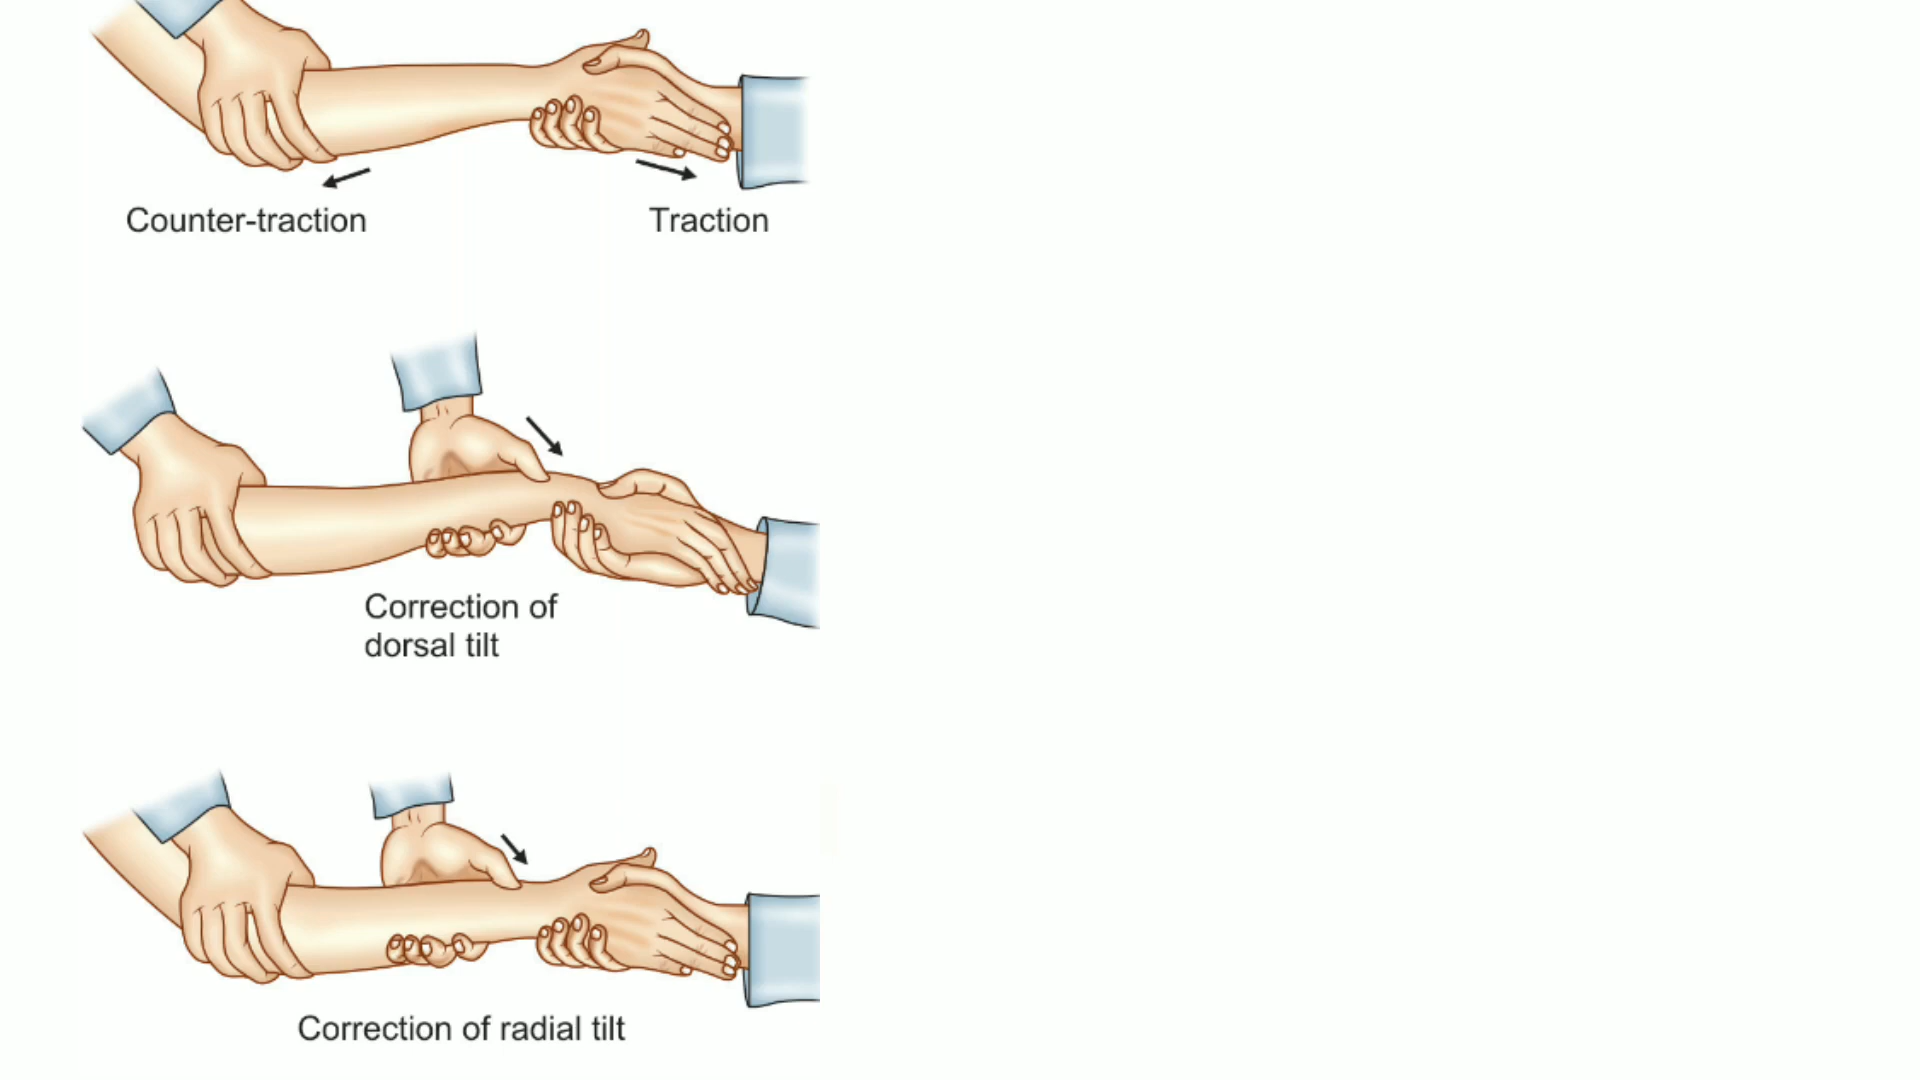 Counter-traction
Traction
Correction of
dorsal tilt
Correction of radial tilt